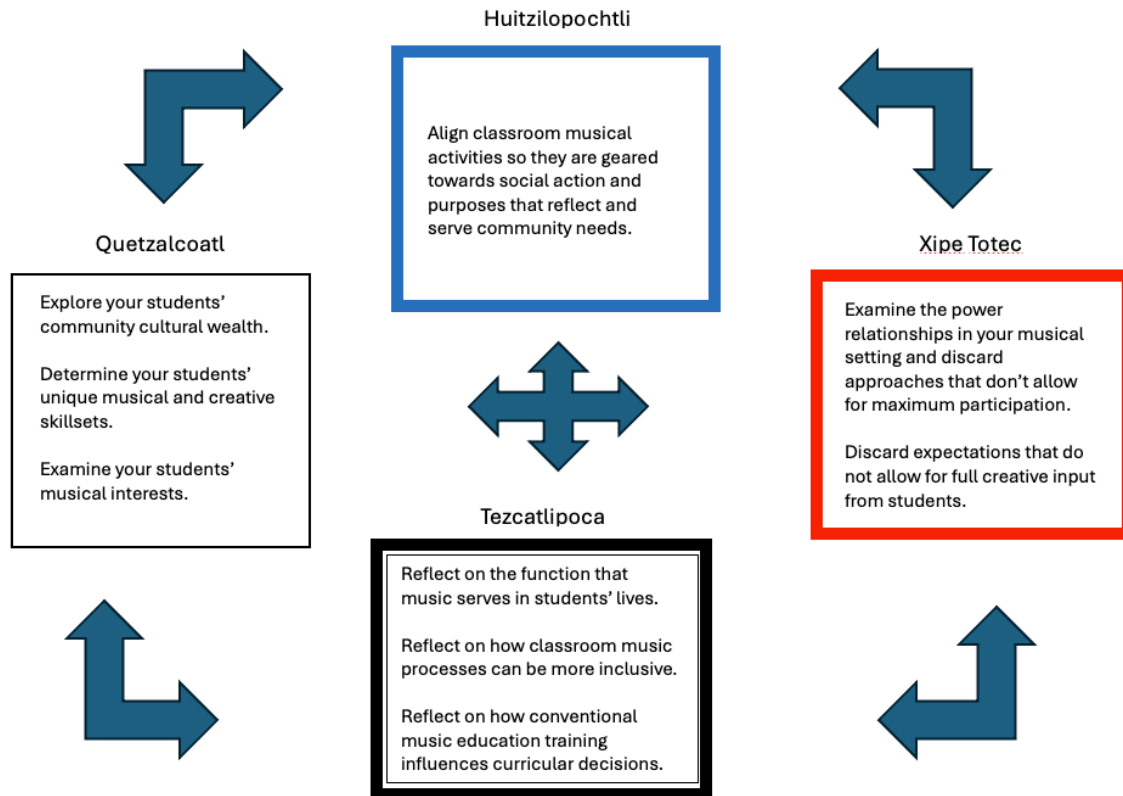 Huitzilopochtli
Align classroom musical
activities so they are geared
towards social action and
purposes that reflect and
serve community needs.
Quetzalcoatl
Explore your students’
community cultural wealth.
Determine your students’
unique musical and creative
skillsets.
Examine your students’
musical interests.
Xipe Totec
Examine the power
relationships in your musical
setting and discard
approaches that don’t allow
for maximum participation.
Discard expectations that do
not allow for full creative input
from students.
Tezcatlipoca
Reflect on the function that
music serves in students’ lives.
Reflect on how classroom music
processes can be more inclusive.
Reflect on how conventional
music education training
influences curricular decisions.